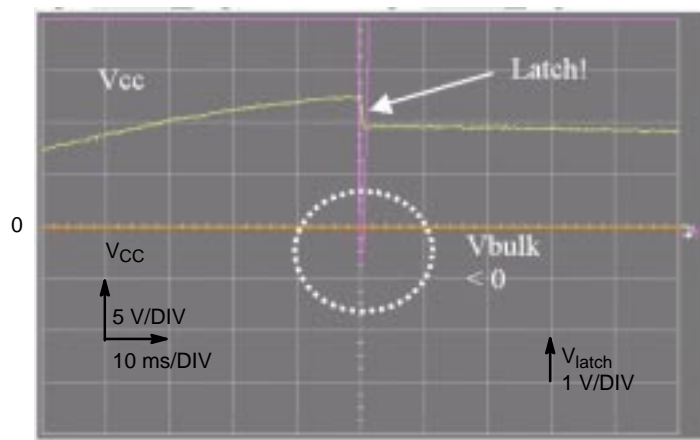 Vcc
Latch!
0
VCC
5 V/DIV
10 ms/DIV
Vbulk
< 0
Vlatch
1 V/DIV